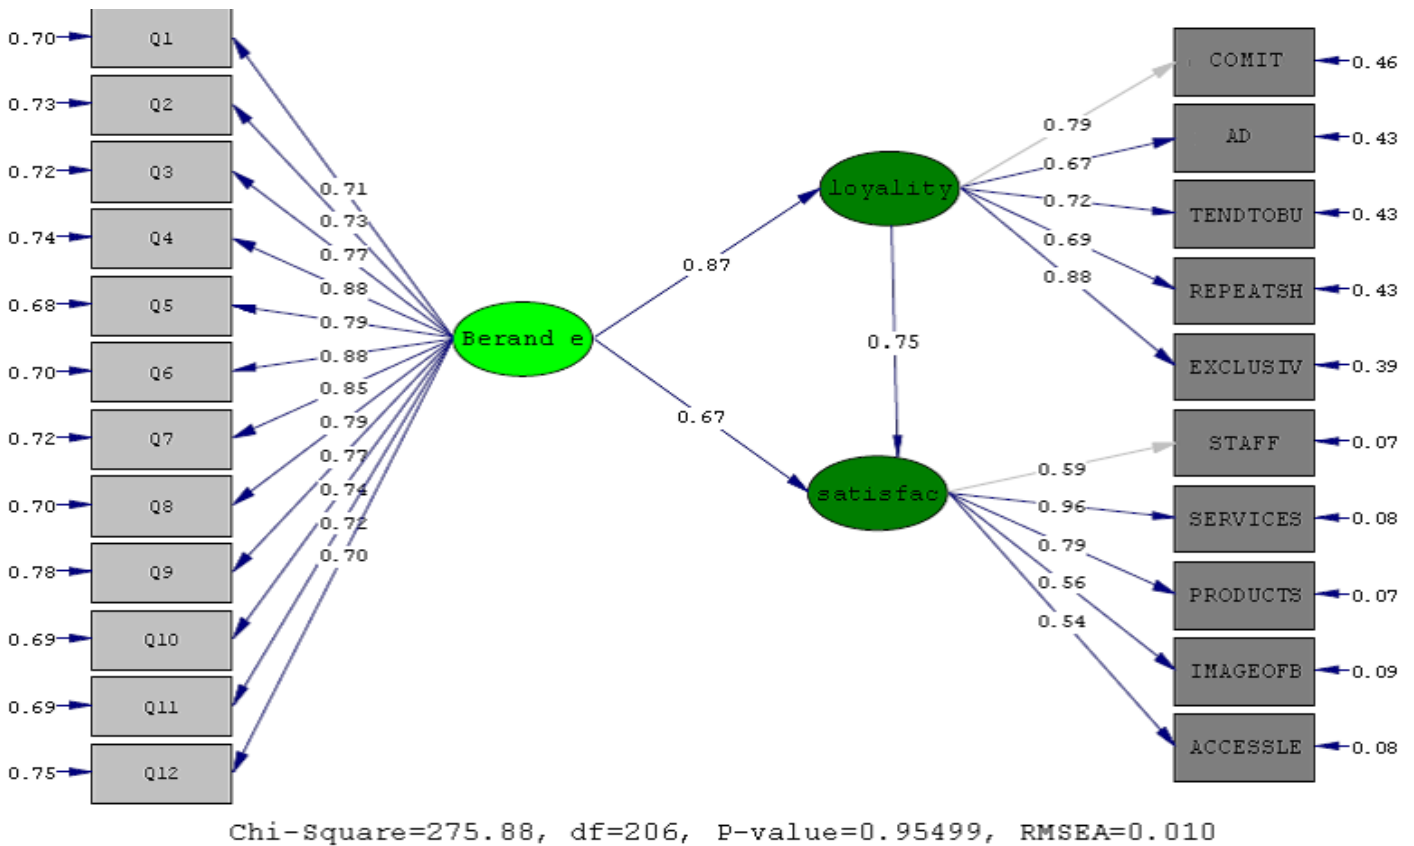 0.70 Q1
0.73 Q2
0.72 Q3
0.74 Q4
0.68 Q5
0.70 Q6
0.72 Q7
0.70 Q8
0.78 Q9
0.69 Q10
0.69 Q11
0.75 Q12
0.71
0.73
0.77
0.88
0.79
0.88
0.85
0.79
0.77
0.74
0.72
0.70
Berand e
0.87
0.67
loyality
0.75
satisfac
0.79
0.67
0.72
0.69
0.88
0.59
0.96
0.79
0.56
0.54
COMIT 0.46
AD 0.43
TENDTOBU 0.43
REPEATSH 0.43
EXCLUSIV 0.39
STAFF 0.07
SERVICES 0.08
PRODUCTS 0.07
IMAGEOFB 0.09
ACCESSLE 0.08
Chi-Square=275.88, df=206, P-value=0.95499, RMSEA=0.010